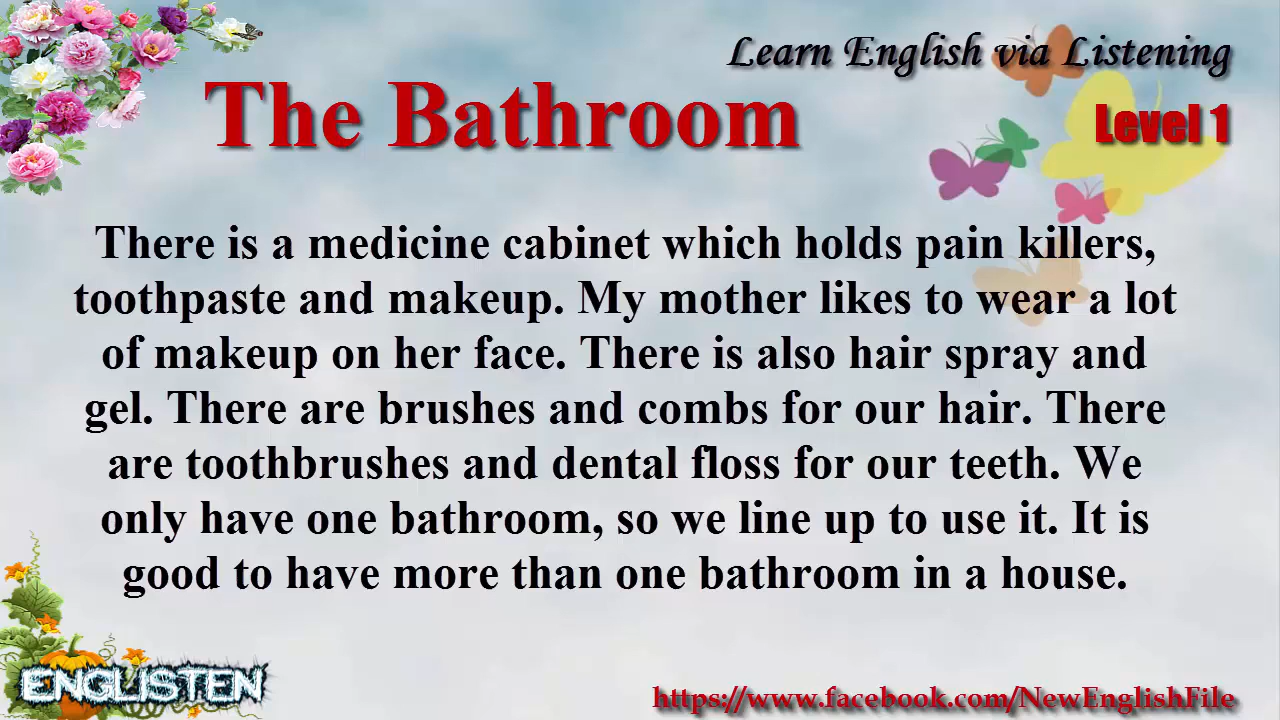 Learn English via Listening
The Bathroom
Level 1
There is a medicine cabinet which holds pain killers,
toothpaste and makeup. My mother likes to wear a lot
of makeup on her face. There is also hair spray and
gel. There are brushes and combs for our hair. There
are toothbrushes and dental floss for our teeth. We
only have one bathroom, so we line up to use it. It is
good to have more than one bathroom in a house.
ENGLISTEN
https://www.facebook.com/NewEnglishFile